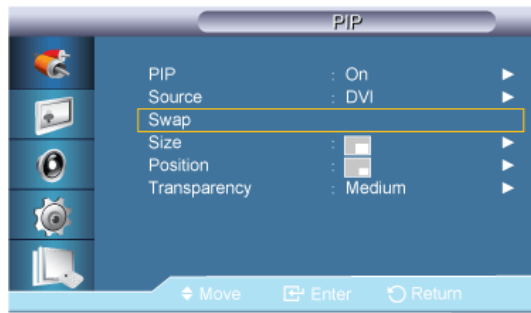 PIP
PIP : On
Source : DVI
Swap
Size :
Position :
Transparency : Medium
Move Enter Return